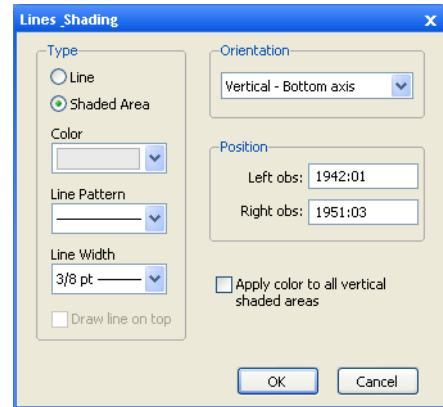 Lines _Shading
x
Type
Line
Shaded Area
Color
Line Pattern
Line Width
3/8 pt
Draw line on top
Orientation
Vertical - Bottom axis
Position
Left obs: 1942:01
Right obs: 1951:03
Apply color to all vertical
shaded areas
OK
Cancel